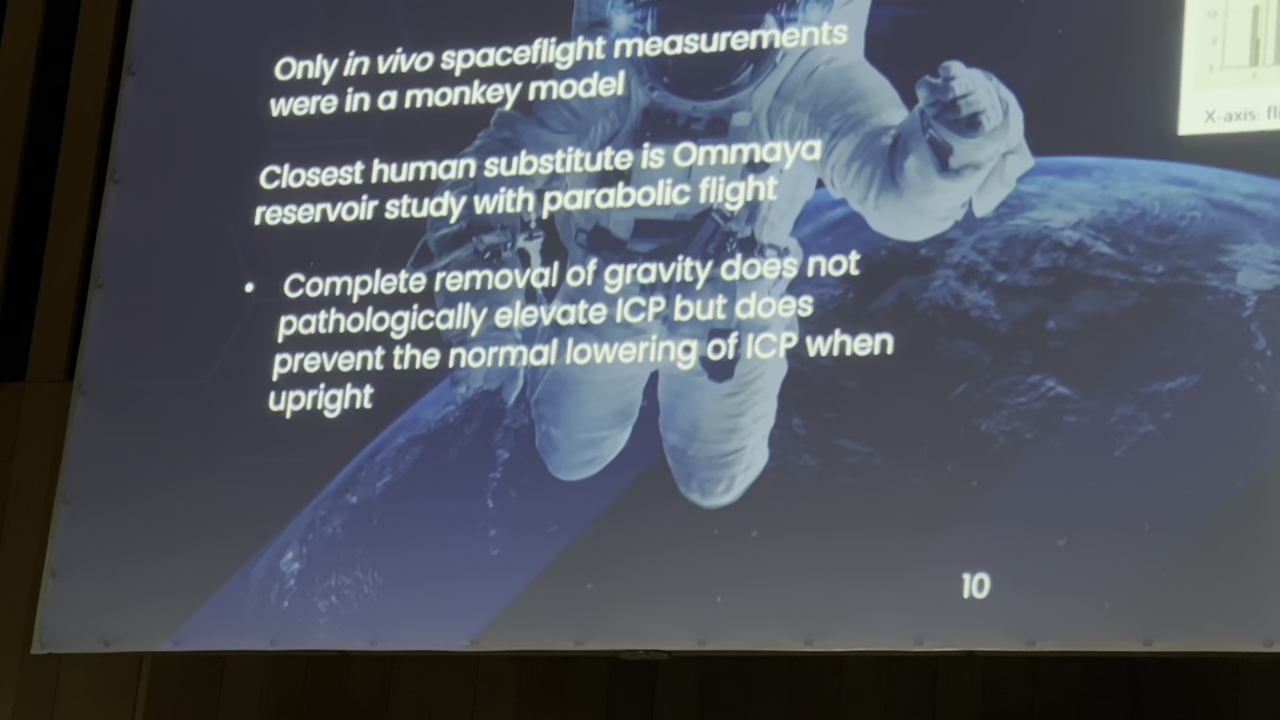 Only in vivo spaceflight measurements
were in a monkey model
Closest human substitute is Ommaya
reservoir study with parabolic flight
• Complete removal of gravity does not
pathologically elevate ICP but does
prevent the normal lowering of ICP when
upright
X-axis:
10